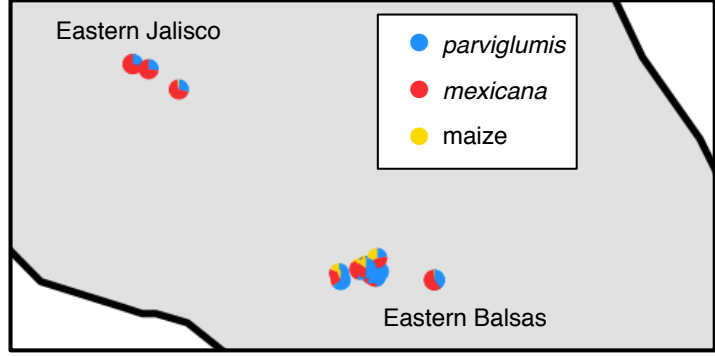 Eastern Jalisco
parviglumis
mexicana
maize
Eastern Balsas